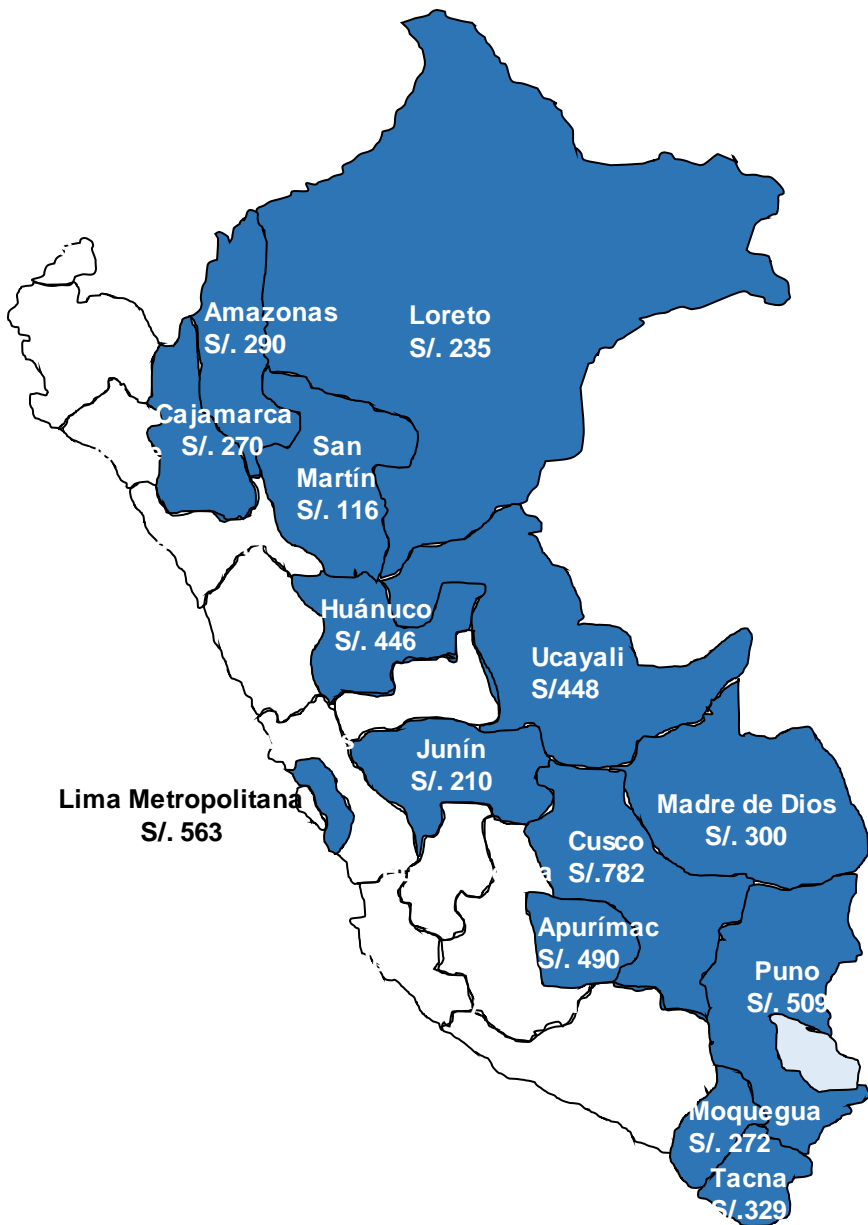 Amazonas
S/. 290
Loreto
S/. 235
Cajamarca
S/. 270
San
Martín
S/. 116
Huánuco
S/. 446
Ucayali
S/448
Junín
S/. 210
Lima Metropolitana
S/. 563
Madre de Dios
S/. 300
Cusco
S/.782
Apurímac
S/. 490
Puno
S/. 509
Moquegua
S/. 272
Tacna
S/.329